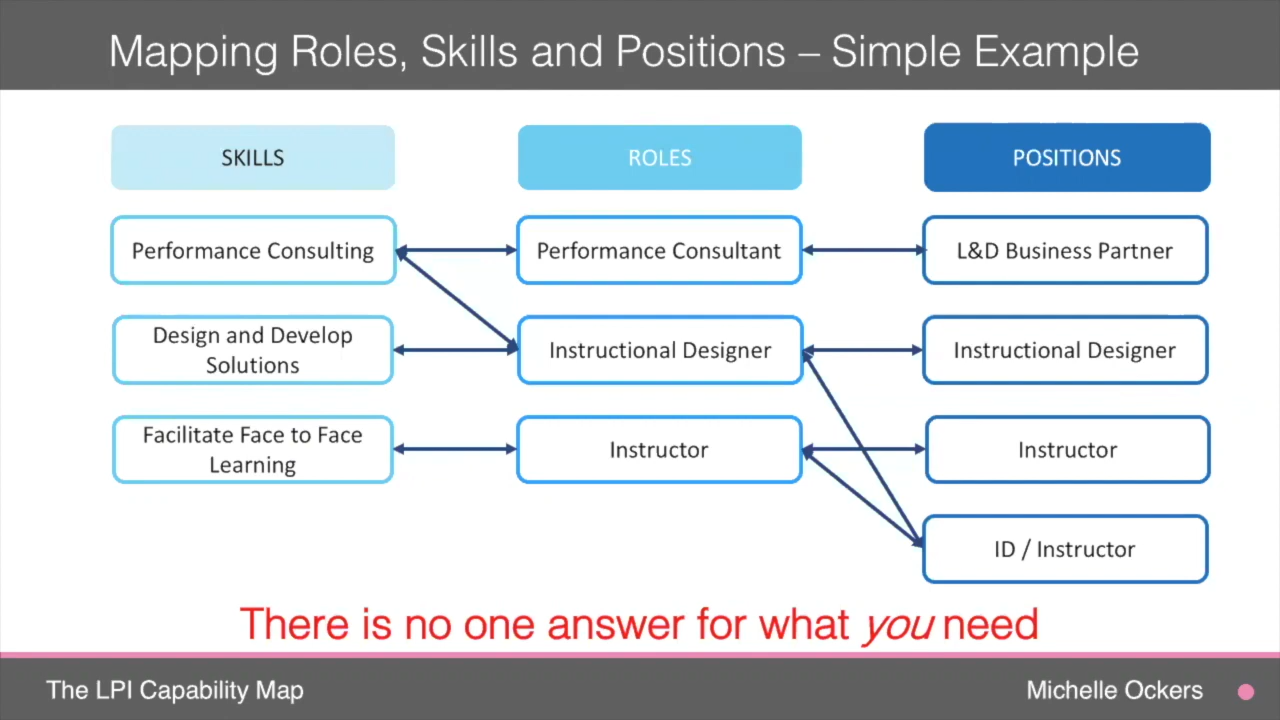 Mapping Roles, Skills and Positions – Simple Example
SKILLS
ROLES
POSITIONS
Performance Consulting
Performance Consultant
L&D Business Partner
Design and Develop
Solutions
Instructional Designer
Instructional Designer
Facilitate Face to Face
Learning
Instructor
Instructor
ID / Instructor
There is no one answer for what you need
The LPI Capability Map
Michelle Ockers